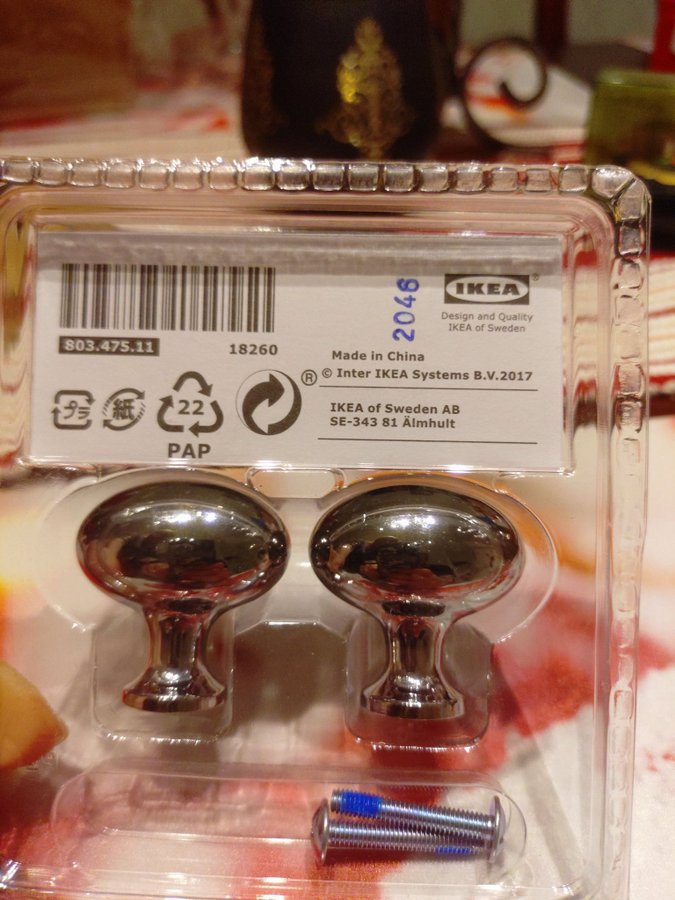 2046
IKEA®
Design and Quality
IKEA of Sweden
803.475.11
18260
Made in China
© Inter IKEA Systems B.V.2017
プラ
紙
22
PAP
®
IKEA of Sweden AB
SE-343 81 Älmhult